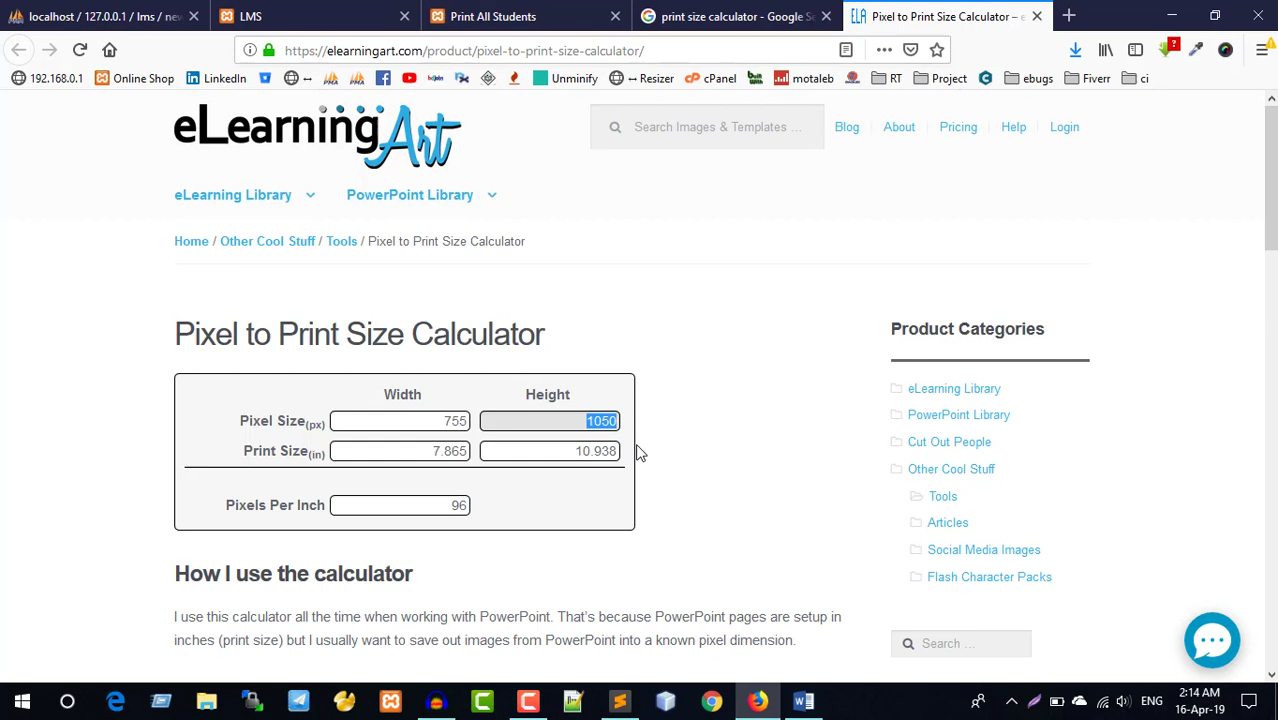 localhost / 127.0.0.1 / lms / new
LMS
Print All Students
print size calculator - Google Se
Pixel to Print Size Calculator – e
https://elearningart.com/product/pixel-to-print-size-calculator/
192.168.0.1
Online Shop
LinkedIn
Unminify
Resizer
cPanel
motaleb
RT
Project
ebugs
Fiverr
ci
eLearningArt
Search Images & Templates …
Blog
About
Pricing
Help
Login
eLearning Library
PowerPoint Library
Home / Other Cool Stuff / Tools / Pixel to Print Size Calculator
Pixel to Print Size Calculator
Width Height
Pixel Size(px) 755 1050
Print Size(in) 7.865 10.938
Pixels Per Inch 96
How I use the calculator
I use this calculator all the time when working with PowerPoint. That's because PowerPoint pages are setup in
inches (print size) but I usually want to save out images from PowerPoint into a known pixel dimension.
Product Categories
eLearning Library
PowerPoint Library
Cut Out People
Other Cool Stuff
Tools
Articles
Social Media Images
Flash Character Packs
Search …
ENG
2:14 AM
16-Apr-19